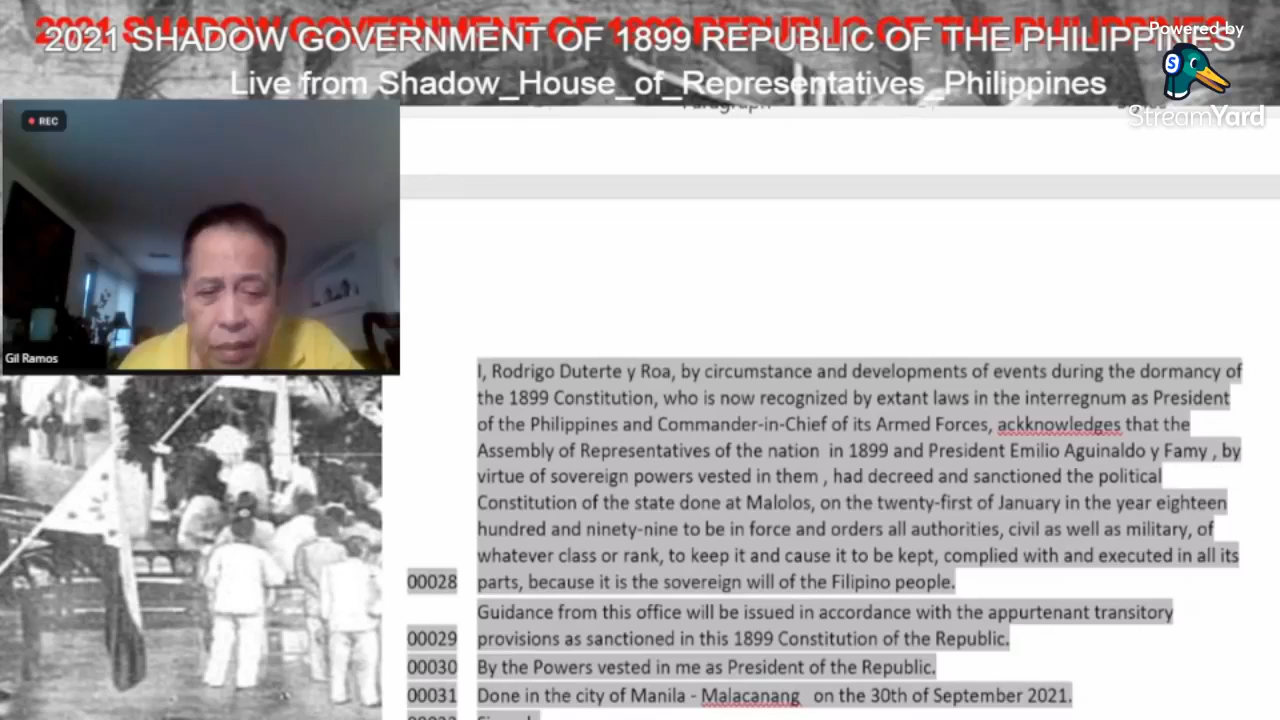 2021 SHADOW GOVERNMENT OF 1899 REPUBLIC OF THE PHILIPPINES
Powered by
Live from Shadow_House_of_Representatives_Philippines
StreamYard
S
Paragraph
REC
Gil Ramos
I, Rodrigo Duterte y Roa, by circumstance and developments of events during the dormancy of
the 1899 Constitution, who is now recognized by extant laws in the interregnum as President
of the Philippines and Commander-in-Chief of its Armed Forces, ackknowledges that the
Assembly of Representatives of the nation in 1899 and President Emilio Aguinaldo y Famy , by
virtue of sovereign powers vested in them , had decreed and sanctioned the political
Constitution of the state done at Malolos, on the twenty-first of January in the year eighteen
hundred and ninety-nine to be in force and orders all authorities, civil as well as military, of
whatever class or rank, to keep it and cause it to be kept, complied with and executed in all its
00028 parts, because it is the sovereign will of the Filipino people.
Guidance from this office will be issued in accordance with the appurtenant transitory
00029 provisions as sanctioned in this 1899 Constitution of the Republic.
00030 By the Powers vested in me as President of the Republic.
00031 Done in the city of Manila - Malacanang on the 30th of September 2021.